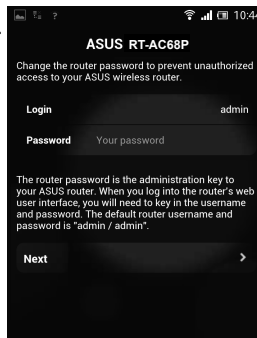 10:44
ASUS RT-AC68P
Change the router password to prevent unauthorized
access to your ASUS wireless router.
Login admin
Password Your password
The router password is the administration key to
your ASUS router. When you log into the router's web
user interface, you will need to key in the username
and password. The default router username and
password is "admin / admin".
Next